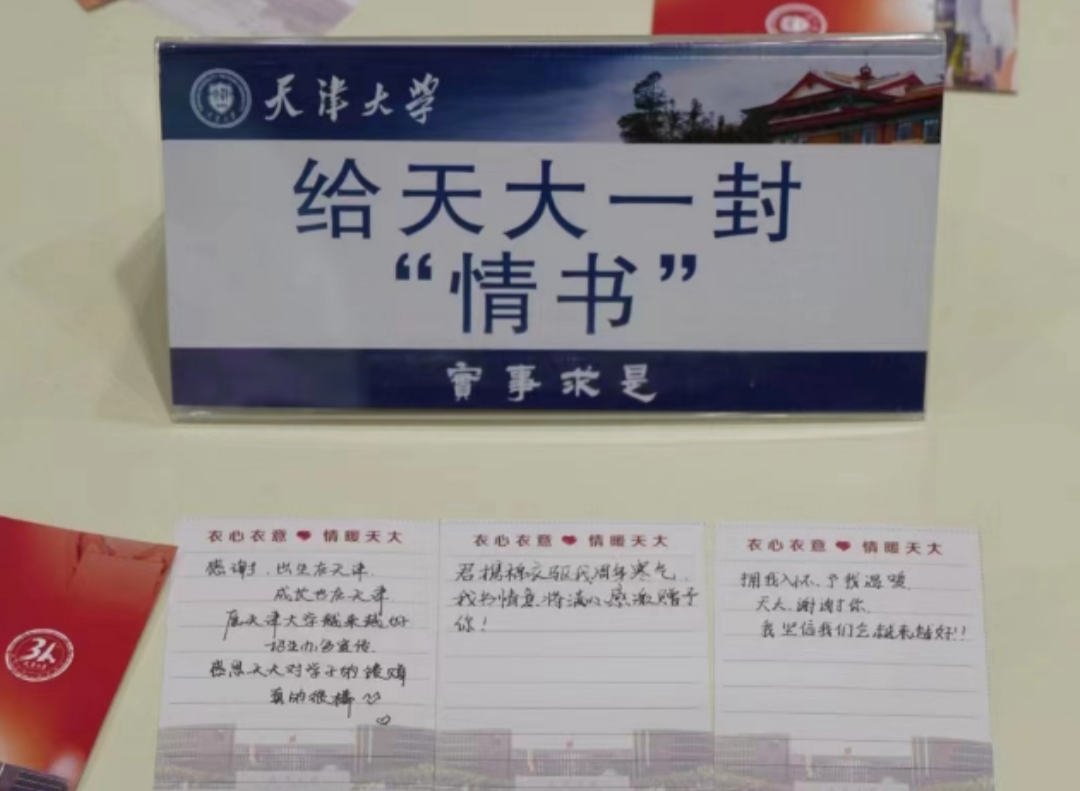 天津大学
给天大一封
“情书”
實事求是
衣心衣意 情暖天大
感谢，出生在天津，
成长也在天津
愿天津大学越来越好
招生办多宣传
感恩天大对学子的馈赠
真的很棒
衣心衣意 情暖天大
君携棉衣驱我周年寒气
我书情意将满心感激赠予
你！
衣心衣意 情暖天大
拥我入怀，予我温暖
天大，谢谢你，
我坚信我们会越来越好!!